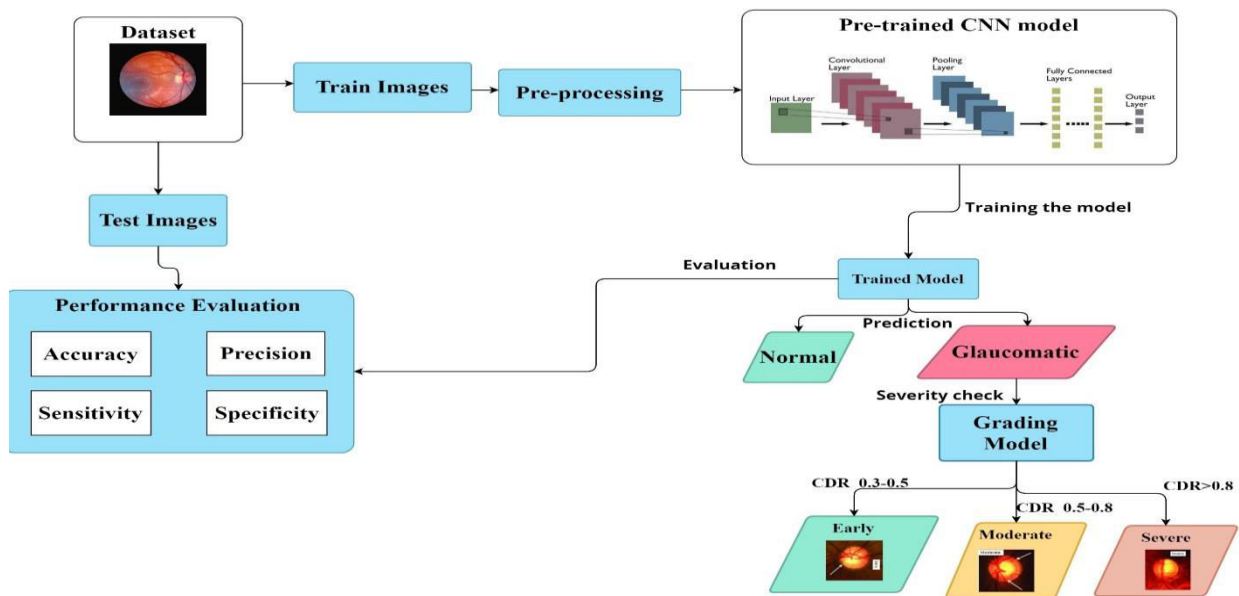 Dataset
Train Images
Pre-processing
Pre-trained CNN model
Convolutional
Layer
Pooling
Layer
Fully Connected
Layers
Input Layer
Output
Layer
Test Images
Training the model
Evaluation
Trained Model
Performance Evaluation
Accuracy
Precision
Sensitivity
Specificity
Prediction
Normal
Glaucomatic
Severity check
Grading
Model
CDR 0.3-0.5
CDR 0.5-0.8
CDR>0.8
Early
Moderate
Severe